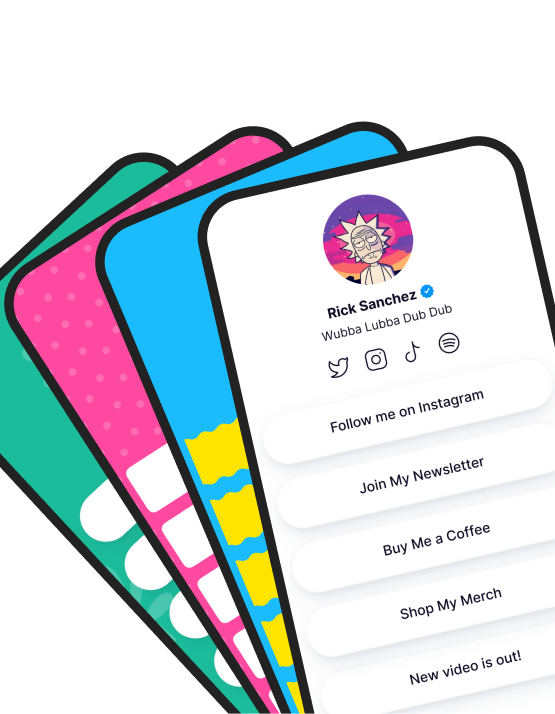 Rick Sanchez
Wubba Lubba Dub Dub
Follow me on Instagram
Join My Newsletter
Buy Me a Coffee
Shop My Merch
New video is out!